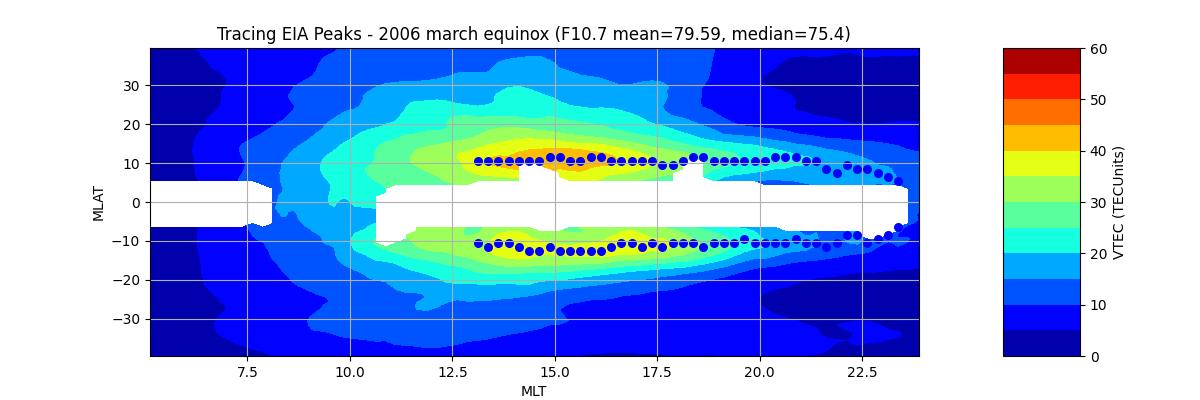 Tracing EIA Peaks - 2006 march equinox (F10.7 mean=79.59, median=75.4)
30
20
10
0
−10
−20
−30
MLAT
7.5 10.0 12.5 15.0 17.5 20.0 22.5
MLT
60
50
40
30
20
10
0
VTEC (TECUnits)